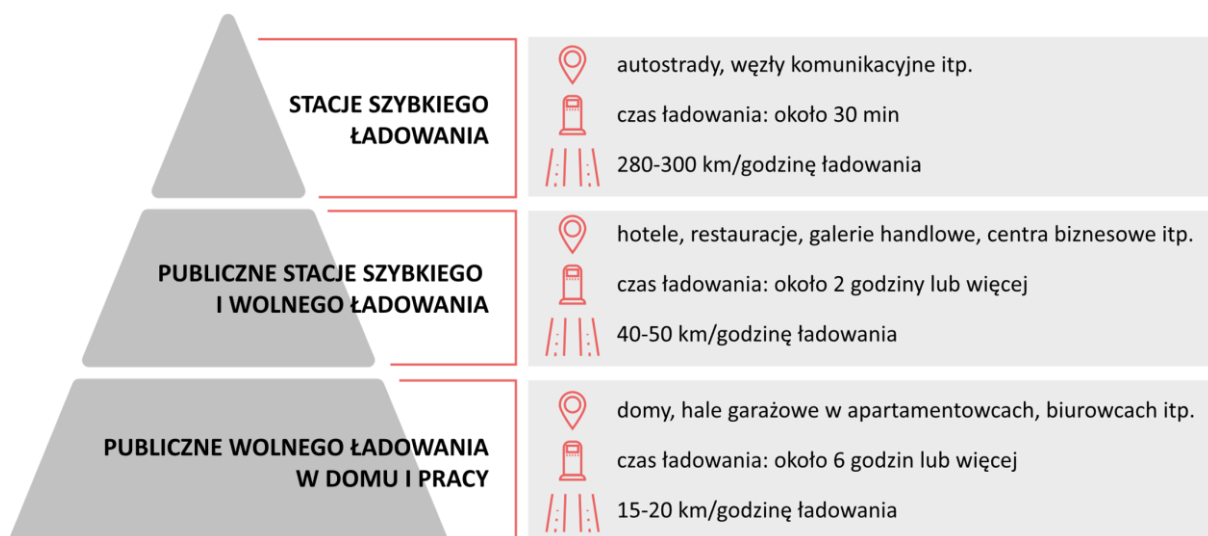 STACJE SZYBKIEGO
ŁADOWANIA
autostrady, węzły komunikacyjne itp.
czas ładowania: około 30 min
280-300 km/godzinę ładowania
PUBLICZNE STACJE SZYBKIEGO
I WOLNEGO ŁADOWANIA
hotele, restauracje, galerie handlowe, centra biznesowe itp.
czas ładowania: około 2 godziny lub więcej
40-50 km/godzinę ładowania
PUBLICZNE WOLNEGO ŁADOWANIA
W DOMU I PRACY
domy, hale garażowe w apartamentowcach, biurowcach itp.
czas ładowania: około 6 godzin lub więcej
15-20 km/godzinę ładowania